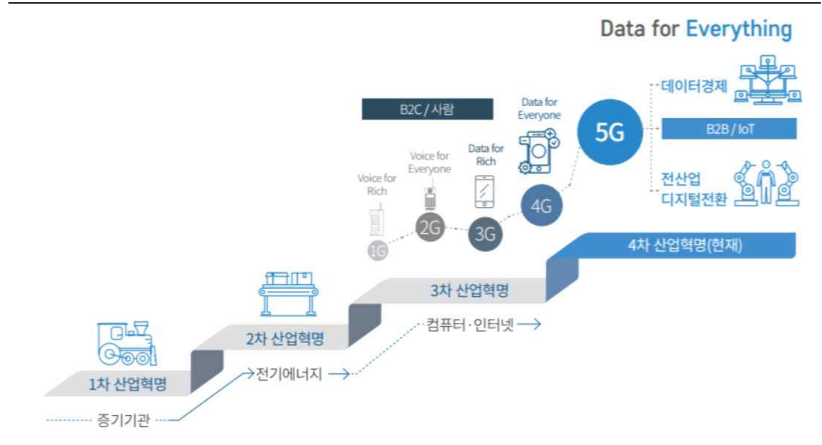 Data for Everything
데이터경제
B2B / IoT
전산업
디지털전환
5G
Data for
Everyone
4G
B2C / 사람
Data for
Rich
3G
Voice for
Everyone
2G
Voice for
Rich
1G
4차 산업혁명(현재)
3차 산업혁명
컴퓨터·인터넷
2차 산업혁명
전기에너지
1차 산업혁명
증기기관